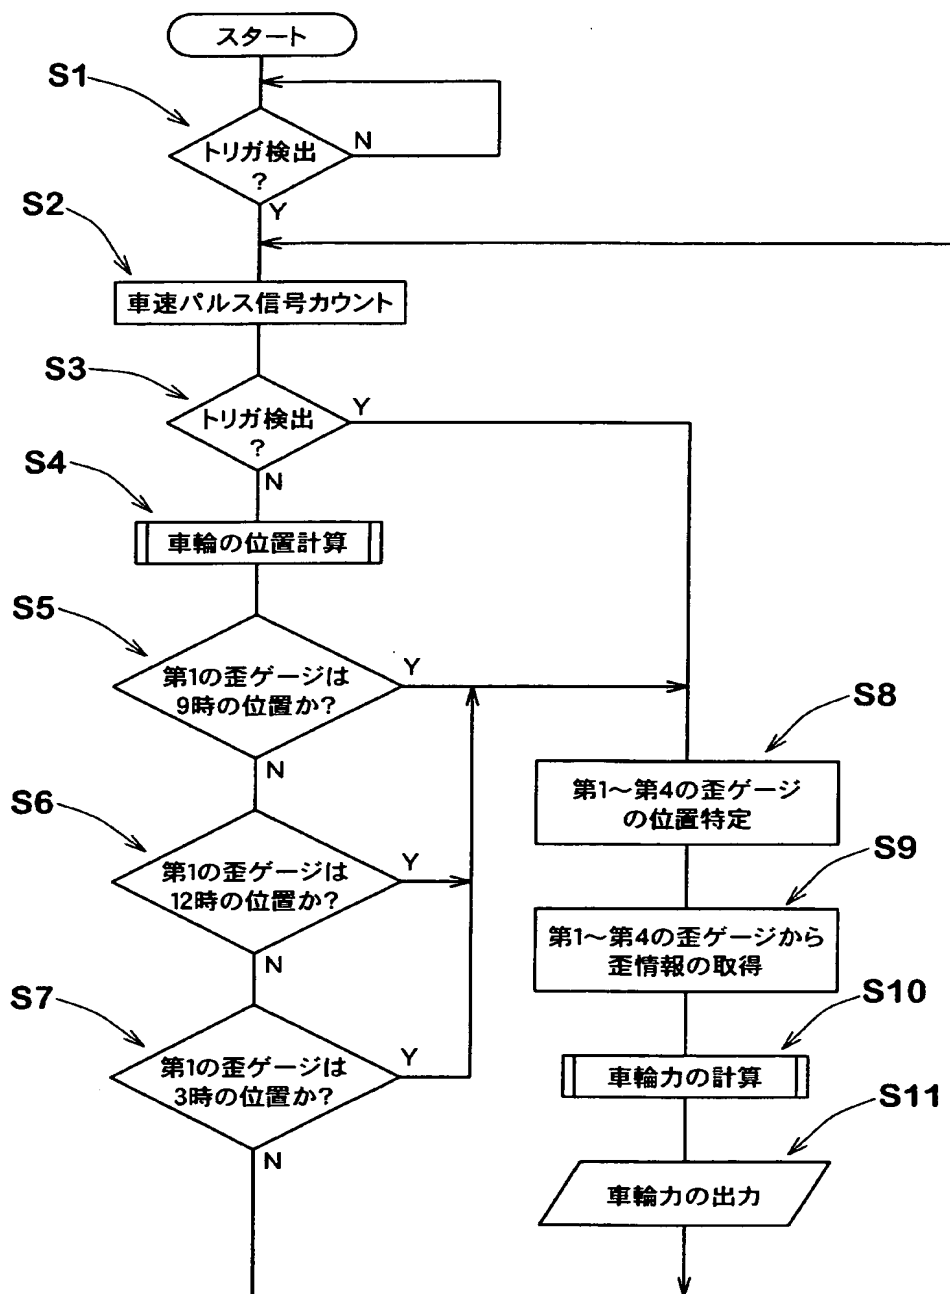 スタート
S1
トリガ検出
?
N
Y
S2
車速パルス信号カウント
S3
トリガ検出
?
Y
N
S4
車輪の位置計算
S5
第1の歪ゲージは
9時の位置か?
Y
N
S6
第1の歪ゲージは
12時の位置か?
Y
N
S7
第1の歪ゲージは
3時の位置か?
Y
N
S8
第1〜第4の歪ゲージ
の位置特定
S9
第1〜第4の歪ゲージから
歪情報の取得
S10
車輪力の計算
S11
車輪力の出力